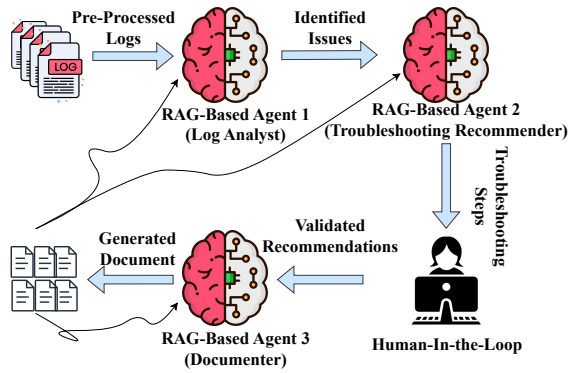 Pre-Processed
Logs
LOG
Identified
Issues
RAG-Based Agent 1
(Log Analyst)
RAG-Based Agent 2
(Troubleshooting Recommender)
Troubleshooting
Steps
Human-In-the-Loop
Validated
Recommendations
RAG-Based Agent 3
(Documenter)
Generated
Document